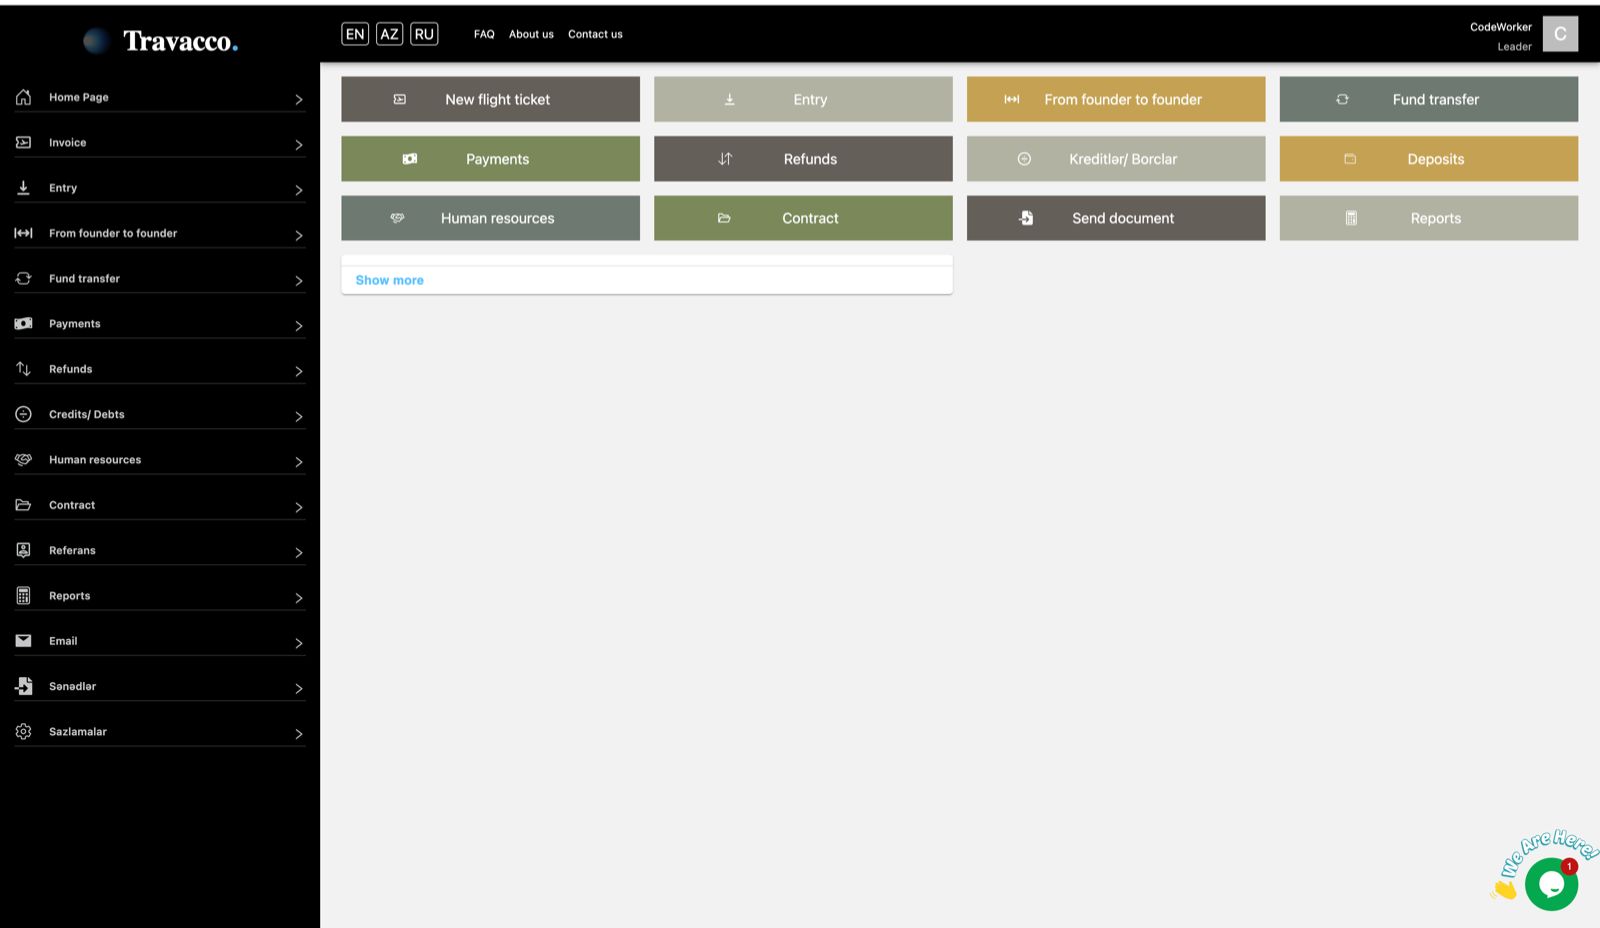 Travacco.
EN AZ RU FAQ About us Contact us
CodeWorker
Leader
C
Home Page
Invoice
Entry
From founder to founder
Fund transfer
Payments
Refunds
Credits/ Debts
Human resources
Contract
Referans
Reports
Email
Sənədlər
Sazlamalar
New flight ticket
Entry
From founder to founder
Fund transfer
Payments
Refunds
Kreditlər/ Borclar
Deposits
Human resources
Contract
Send document
Reports
Show more
We Are Here!
1